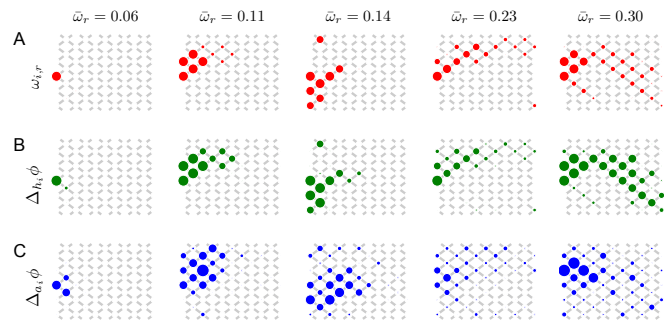 ω̄_r = 0.06 ω̄_r = 0.11 ω̄_r = 0.14 ω̄_r = 0.23 ω̄_r = 0.30
A
ω_{i,r}
B
Δ_{h_i}ϕ
C
Δ_{a_i}ϕ